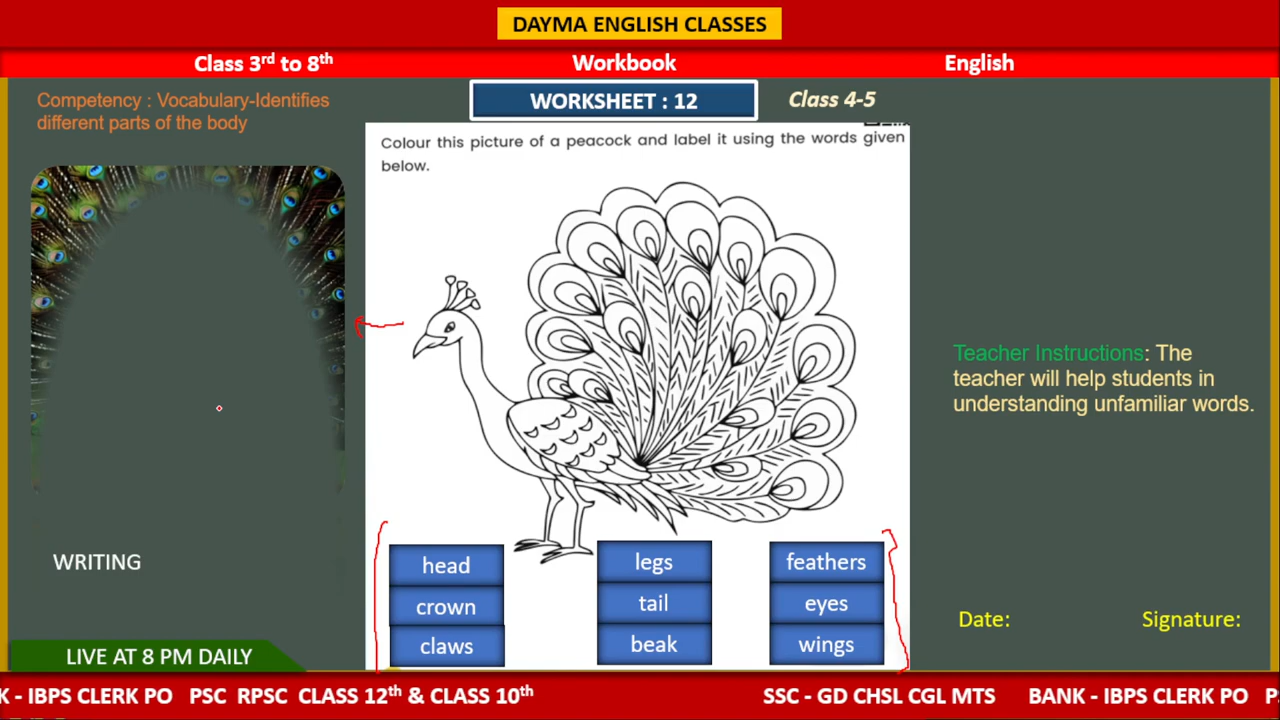 DAYMA ENGLISH CLASSES
Class 3rd to 8th
Workbook
English
Competency : Vocabulary-Identifies
different parts of the body
WORKSHEET : 12
Class 4-5
Colour this picture of a peacock and label it using the words given
below.
Teacher Instructions: The
teacher will help students in
understanding unfamiliar words.
WRITING
head
legs
feathers
crown
tail
eyes
claws
beak
wings
Date:
Signature:
LIVE AT 8 PM DAILY
K - IBPS CLERK PO PSC RPSC CLASS 12th & CLASS 10th
SSC - GD CHSL CGL MTS BANK - IBPS CLERK PO